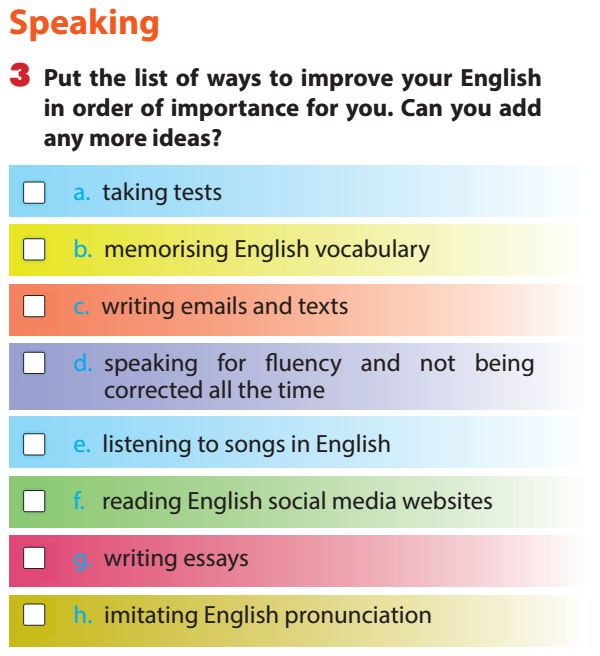 Speaking
3 Put the list of ways to improve your English
in order of importance for you. Can you add
any more ideas?
a. taking tests
b. memorising English vocabulary
c. writing emails and texts
d. speaking for fluency and not being
corrected all the time
e. listening to songs in English
f. reading English social media websites
g. writing essays
h. imitating English pronunciation